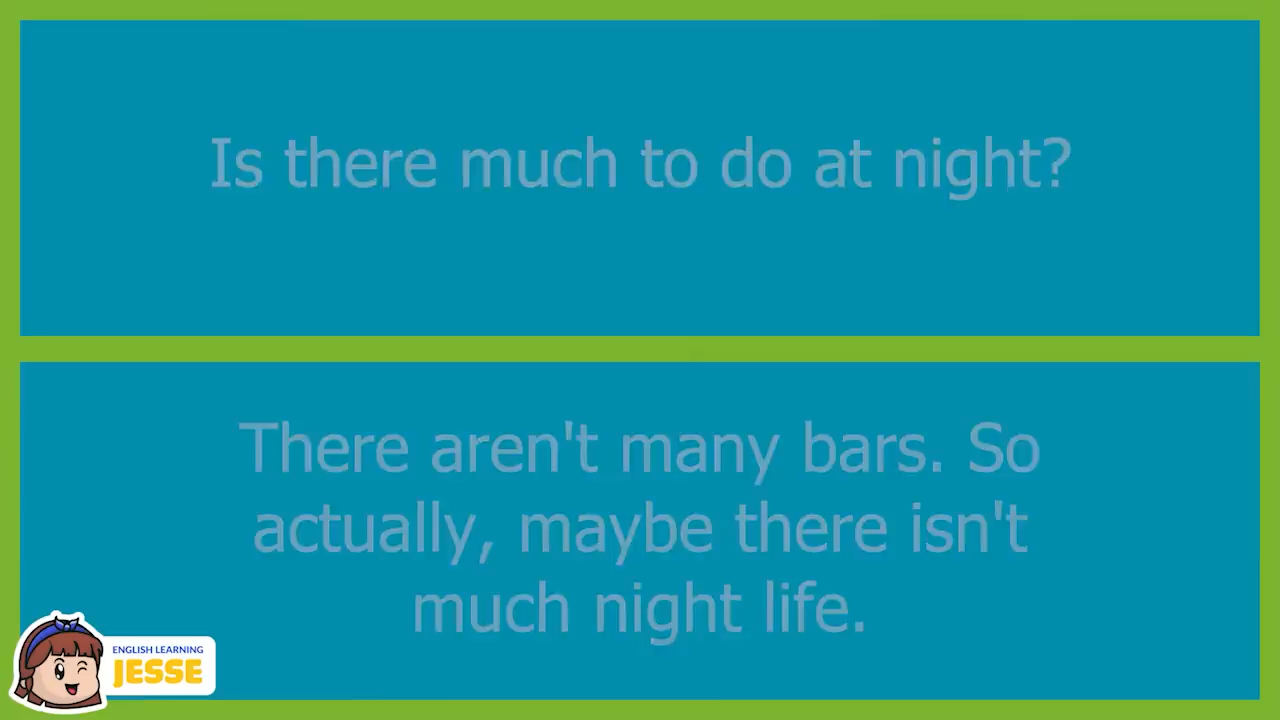 Is there much to do at night?
There aren't many bars. So
actually, maybe there isn't
much night life.
ENGLISH LEARNING
JESSE